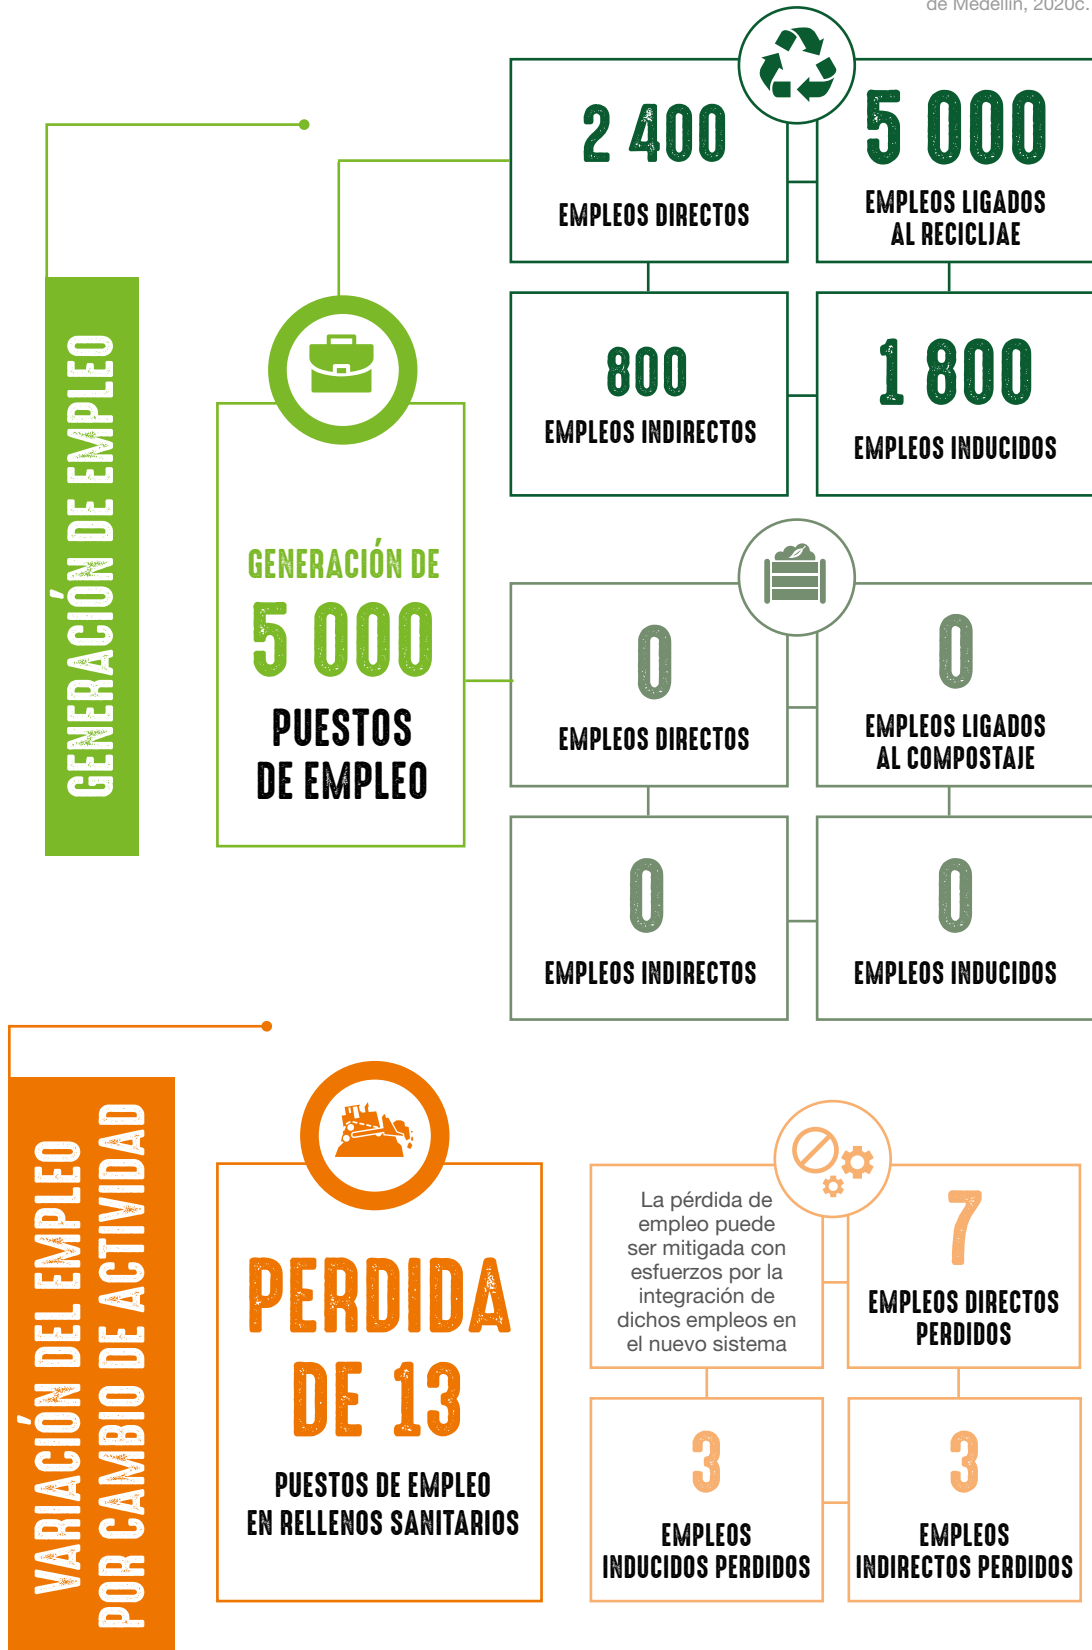 de Medellín, 2020c.
GENERACIÓN DE EMPLEO
GENERACIÓN DE
5 000
PUESTOS
DE EMPLEO
2 400
EMPLEOS DIRECTOS
5 000
EMPLEOS LIGADOS
AL RECICLJAE
800
EMPLEOS INDIRECTOS
1 800
EMPLEOS INDUCIDOS
0
EMPLEOS DIRECTOS
0
EMPLEOS LIGADOS
AL COMPOSTAJE
0
EMPLEOS INDIRECTOS
0
EMPLEOS INDUCIDOS
VARIACIÓN DEL EMPLEO
POR CAMBIO DE ACTIVIDAD
PERDIDA
DE 13
PUESTOS DE EMPLEO
EN RELLENOS SANITARIOS
La pérdida de
empleo puede
ser mitigada con
esfuerzos por la
integración de
dichos empleos en
el nuevo sistema
7
EMPLEOS DIRECTOS
PERDIDOS
3
EMPLEOS
INDUCIDOS PERDIDOS
3
EMPLEOS
INDIRECTOS PERDIDOS